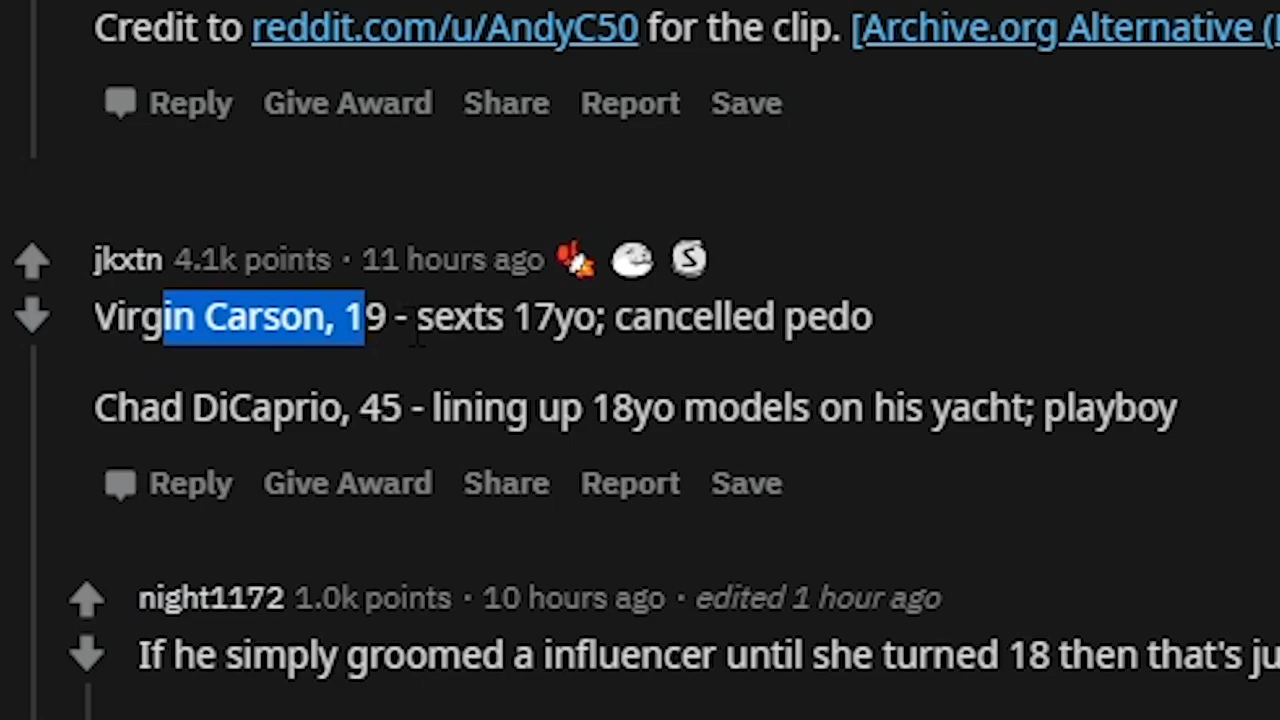 Credit to reddit.com/u/AndyC50 for the clip. [Archive.org Alternative (
Reply Give Award Share Report Save
jkxtn 4.1k points · 11 hours ago
Virgin Carson, 19 - sexts 17yo; cancelled pedo
Chad DiCaprio, 45 - lining up 18yo models on his yacht; playboy
Reply Give Award Share Report Save
night1172 1.0k points · 10 hours ago · edited 1 hour ago
If he simply groomed a influencer until she turned 18 then that's ju